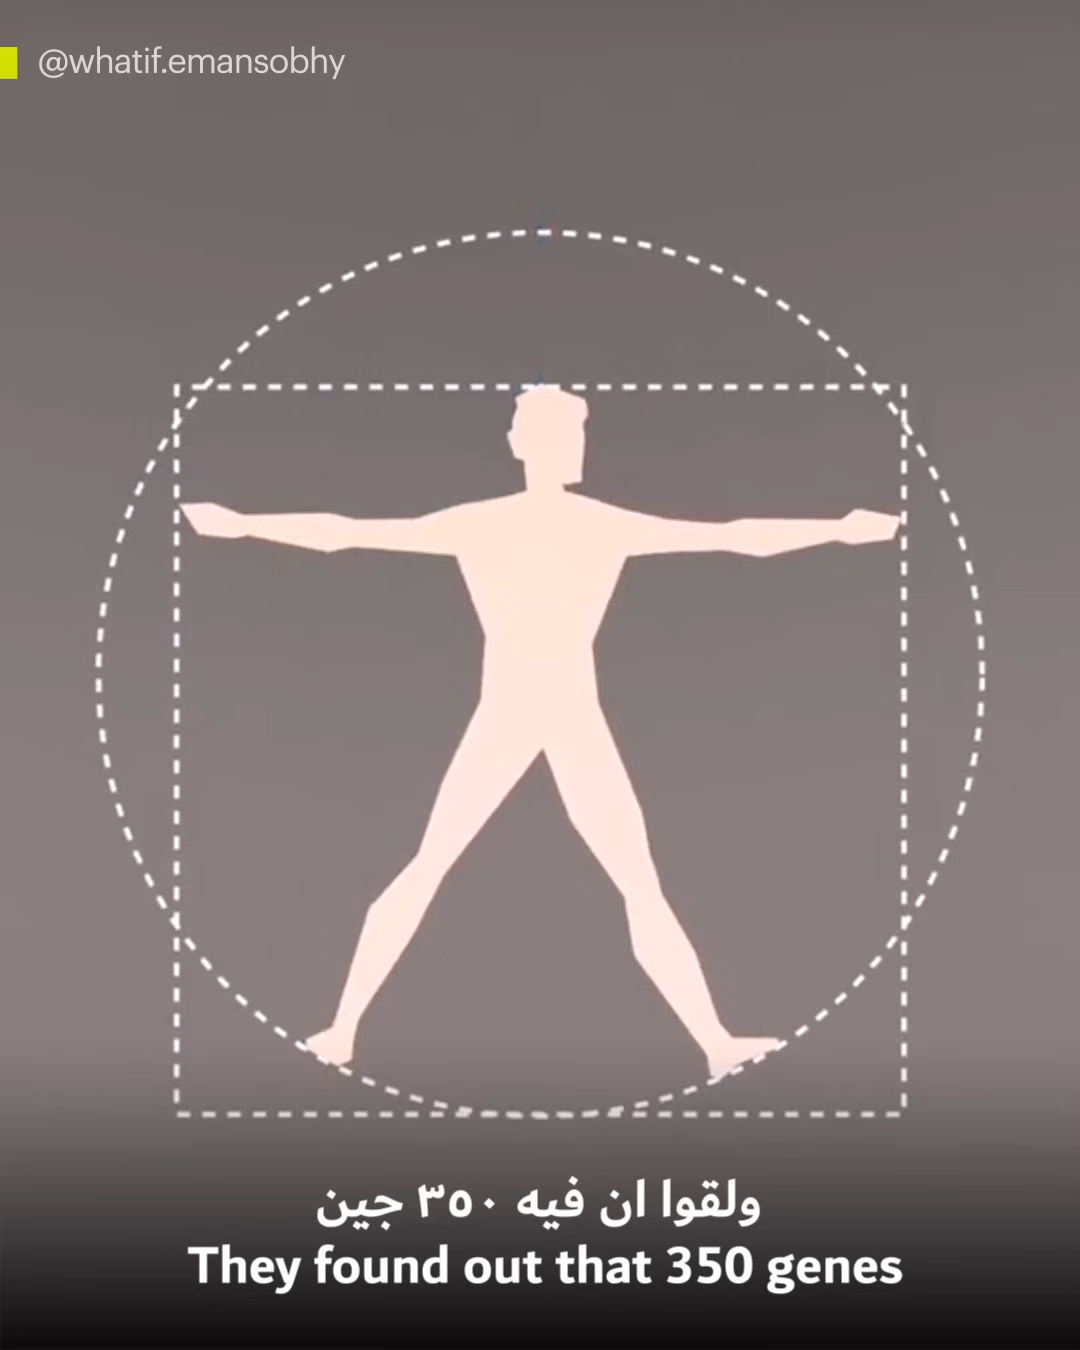 @whatif.emansobhy
ولقوا ان فيه ٣٥٠ جين
They found out that 350 genes